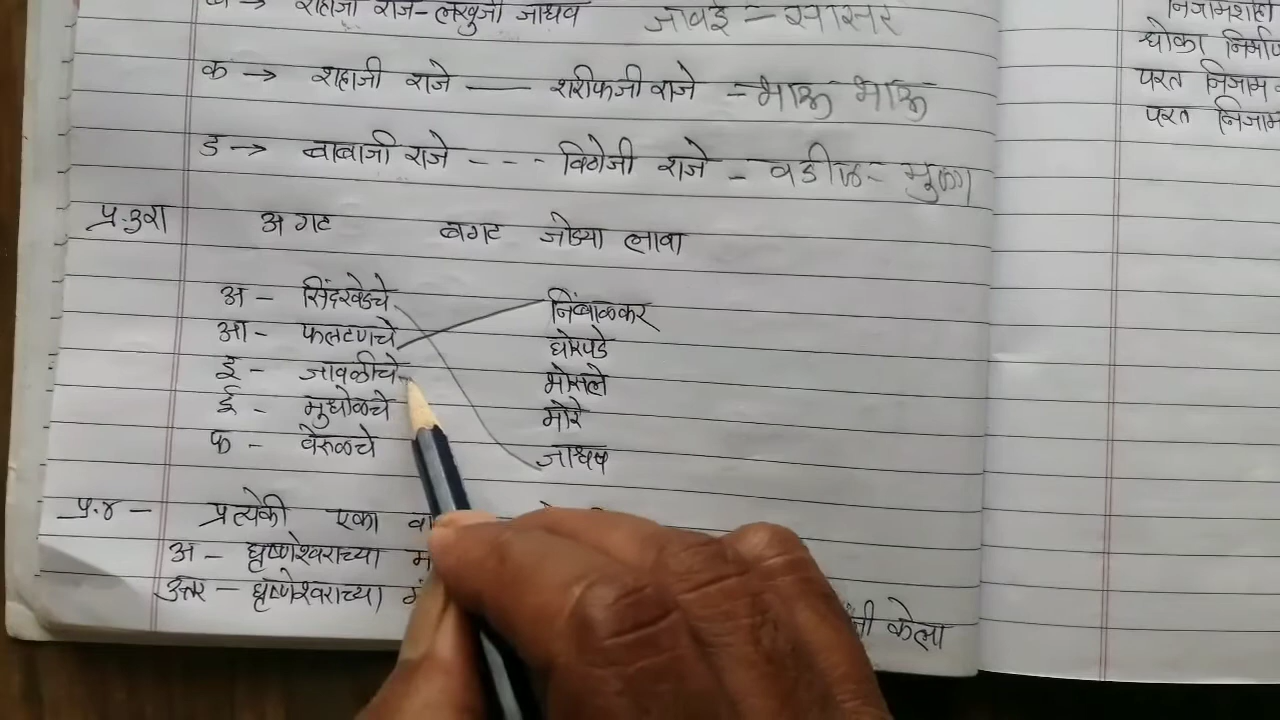 ब → शहाजी राजे-लखुजी जाधव जावई - सासर
क → शहाजी राजे —— शरीफजी राजे - भाऊ भाऊ
ड → बाबाजी राजे - - - विठोजी राजे - वडील - मुलगा
प्र.3रा अ गट ब गट जोड्या लावा
अ - सिंदखेडचे निंबाळकर
आ - फलटणचे घोरपडे
इ - जावळीचे भोसले
ई - मुधोळचे मोरे
फ - वेरुळचे जाधव
प्र.४ - प्रत्येकी एका
अ - घृष्णेश्वराच्या
उत्तर - घृष्णेश्वराच्या केला
निजामशाही
धोका
परत निजाम
परत निजाम